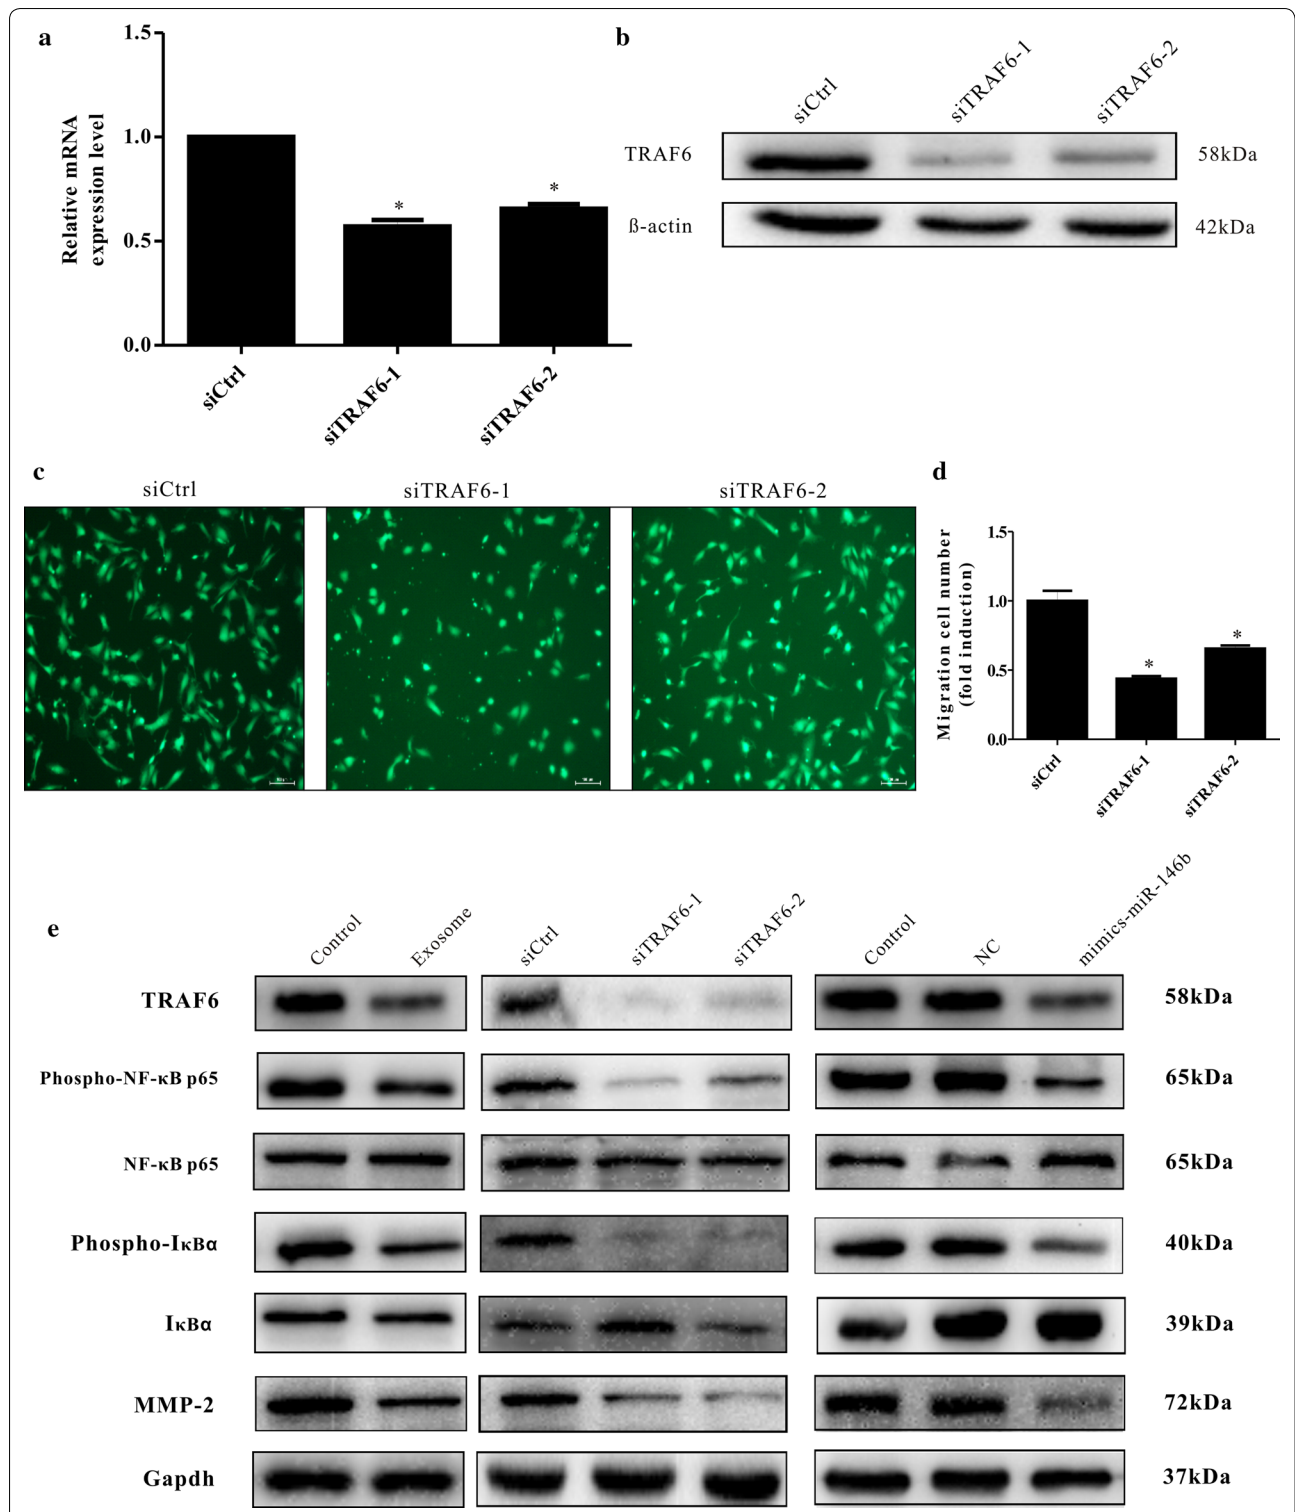 a
1.5
1.0
0.5
0.0
Relative mRNA
expression level
*
*
siCtrl
siTRAF6-1
siTRAF6-2
b
siCtrl
siTRAF6-1
siTRAF6-2
TRAF6
58kDa
ß-actin
42kDa
c
siCtrl
siTRAF6-1
siTRAF6-2
d
Migration cell number
(fold induction)
1.5
1.0
0.5
0.0
*
*
siCtrl
siTRAF6-1
siTRAF6-2
e
Control
Exosome
siCtrl
siTRAF6-1
siTRAF6-2
Control
NC
mimics-miR-146b
TRAF6
58kDa
Phospho-NF-κB p65
65kDa
NF-κB p65
65kDa
Phospho-IκBα
40kDa
IκBα
39kDa
MMP-2
72kDa
Gapdh
37kDa